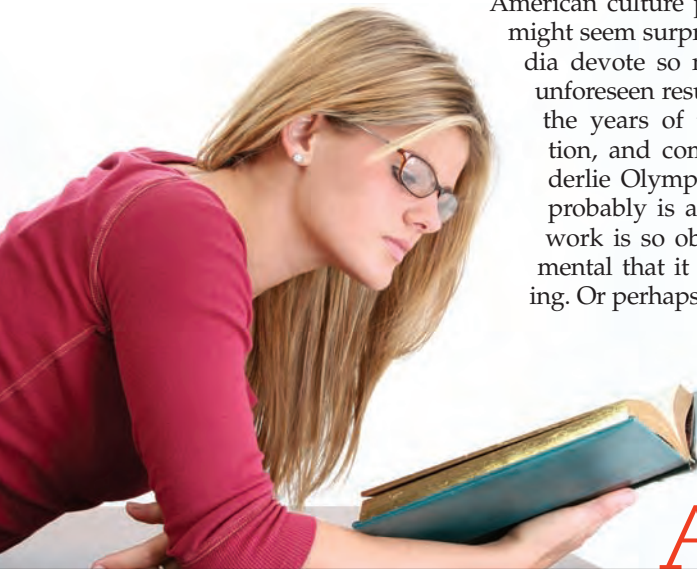 American culture p
might seem surpr
dia devote so
unforeseen resu
the years of
tion, and con
derlie Olymp
probably is a
work is so ob
mental that it
ing. Or perhaps
A